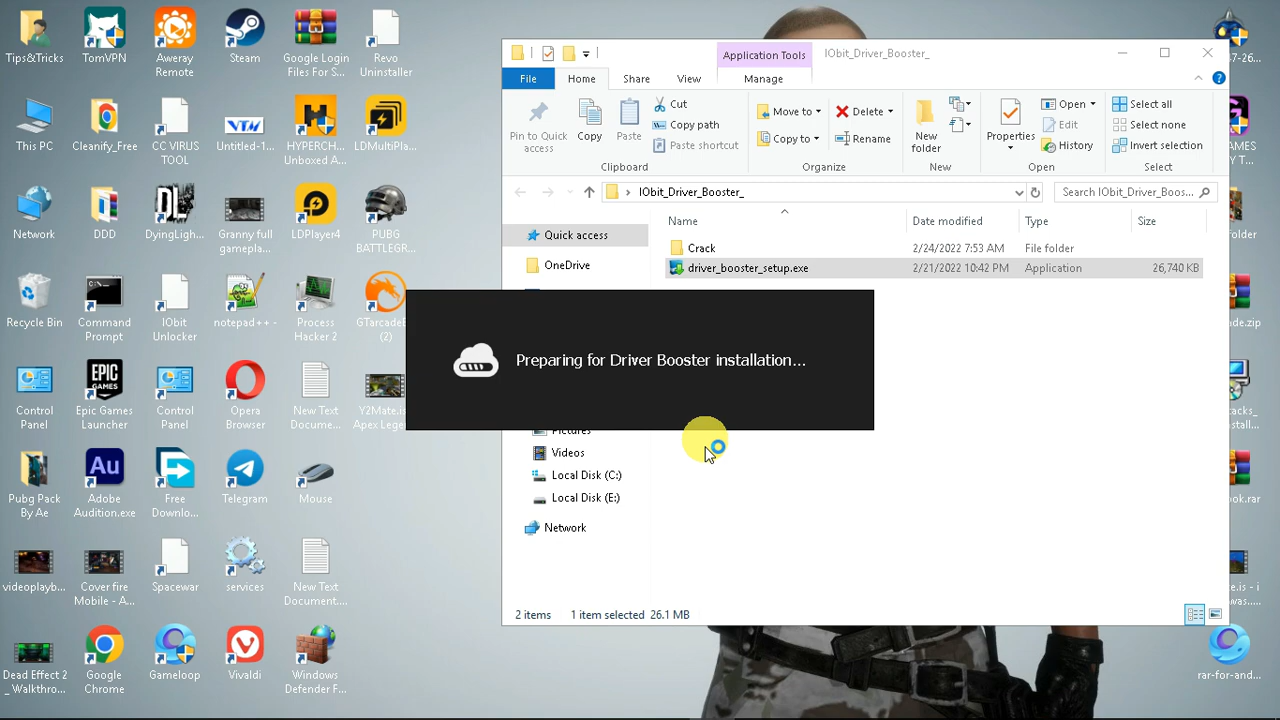 Tips&Tricks
TomVPN
Aweray
Remote
Steam
Google Login
Files For S...
Revo
Uninstaller
This PC
Cleanify_Free
CC VIRUS
TOOL
Untitled-1...
HYPERCH...
Unboxed A...
LDMultiPla...
Network
DDD
DyingLigh...
Granny full
gamepla...
LDPlayer4
PUBG
BATTLEGR...
Recycle Bin
Command
Prompt
IObit
Unlocker
notepad++ -
Process
Hacker 2
GTarcadeB
(2)
Control
Panel
Epic Games
Launcher
Control
Panel
Opera
Browser
New Text
Docume...
Y2Mate.is
Apex Lege
Pubg Pack
By Ae
Adobe
Audition.exe
Free
Downlo...
Telegram
Mouse
videoplayb...
Cover fire
Mobile - A...
Spacewar
services
New Text
Document....
Dead Effect 2
_ Walkthro...
Google
Chrome
Gameloop
Vivaldi
Windows
Defender F...
Application Tools
IObit_Driver_Booster_
File
Home
Share
View
Manage
Pin to Quick
access
Copy
Paste
Cut
Copy path
Paste shortcut
Clipboard
Move to
Copy to
Delete
Rename
Organize
New
folder
New
Properties
Open
Edit
History
Open
Select all
Select none
Invert selection
Select
IObit_Driver_Booster_
Search IObit_Driver_Boos...
Name
Date modified
Type
Size
Quick access
OneDrive
Crack
2/24/2022 7:53 AM
File folder
driver_booster_setup.exe
2/21/2022 10:42 PM
Application
26,740 KB
Preparing for Driver Booster installation...
Pictures
Videos
Local Disk (C:)
Local Disk (E:)
Network
2 items
1 item selected 26.1 MB
rar-for-and...